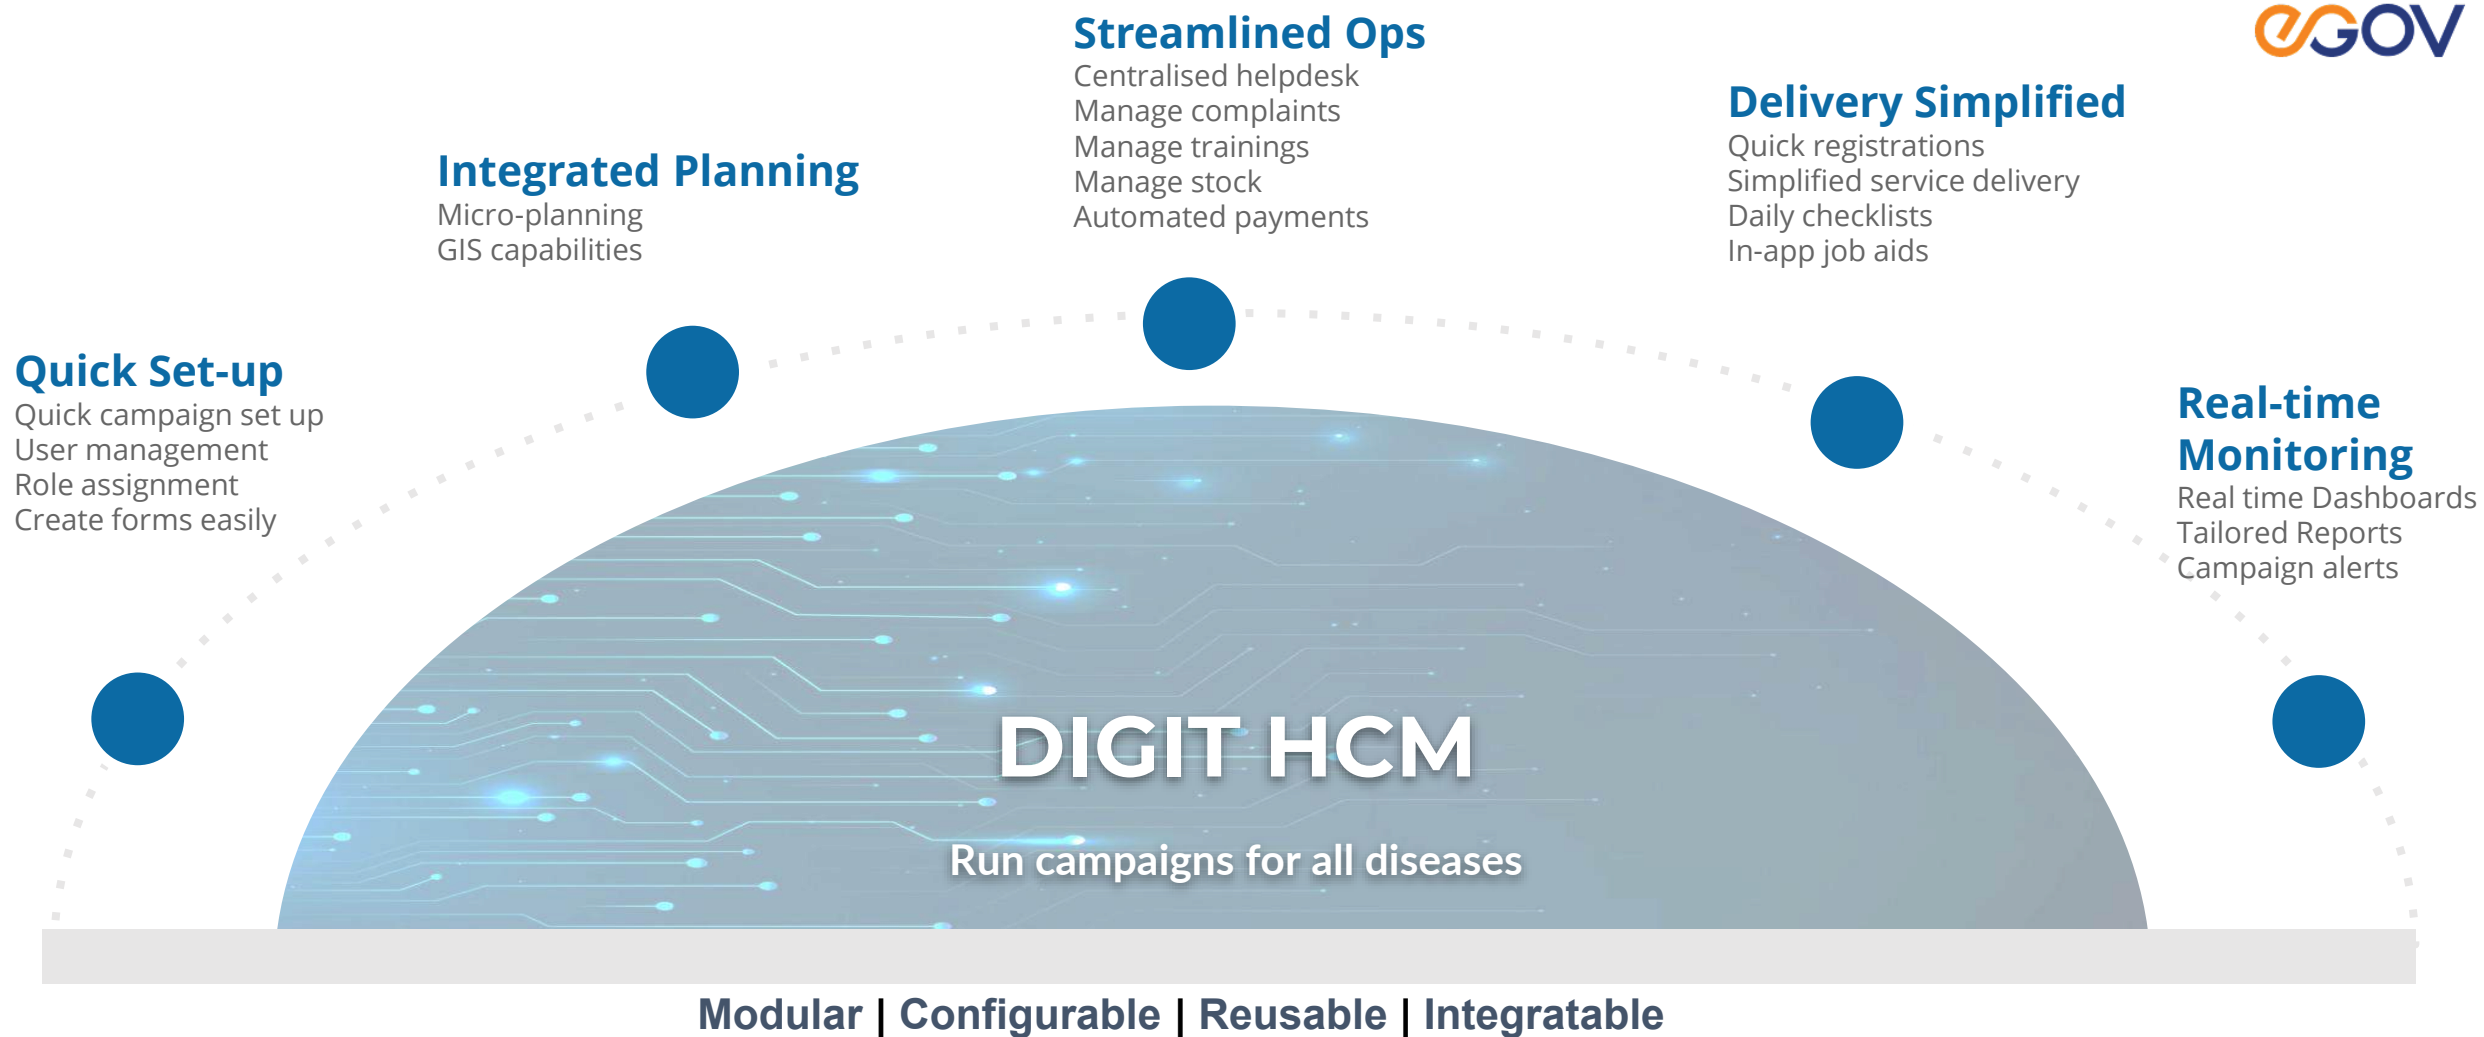 eGOV
Streamlined Ops
Centralised helpdesk
Manage complaints
Manage trainings
Manage stock
Automated payments
Delivery Simplified
Quick registrations
Simplified service delivery
Daily checklists
In-app job aids
Integrated Planning
Micro-planning
GIS capabilities
Quick Set-up
Quick campaign set up
User management
Role assignment
Create forms easily
Real-time
Monitoring
Real time Dashboards
Tailored Reports
Campaign alerts
DIGIT HCM
Run campaigns for all diseases
Modular | Configurable | Reusable | Integratable